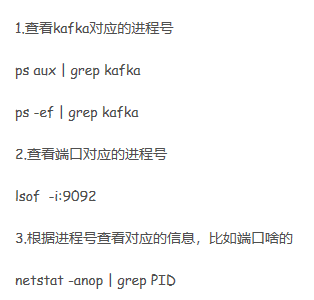 1.查看kafka对应的进程号
ps aux | grep kafka
ps -ef | grep kafka
2.查看端口对应的进程号
lsof  -i:9092
3.根据进程号查看对应的信息，比如端口啥的
netstat -anop | grep PID